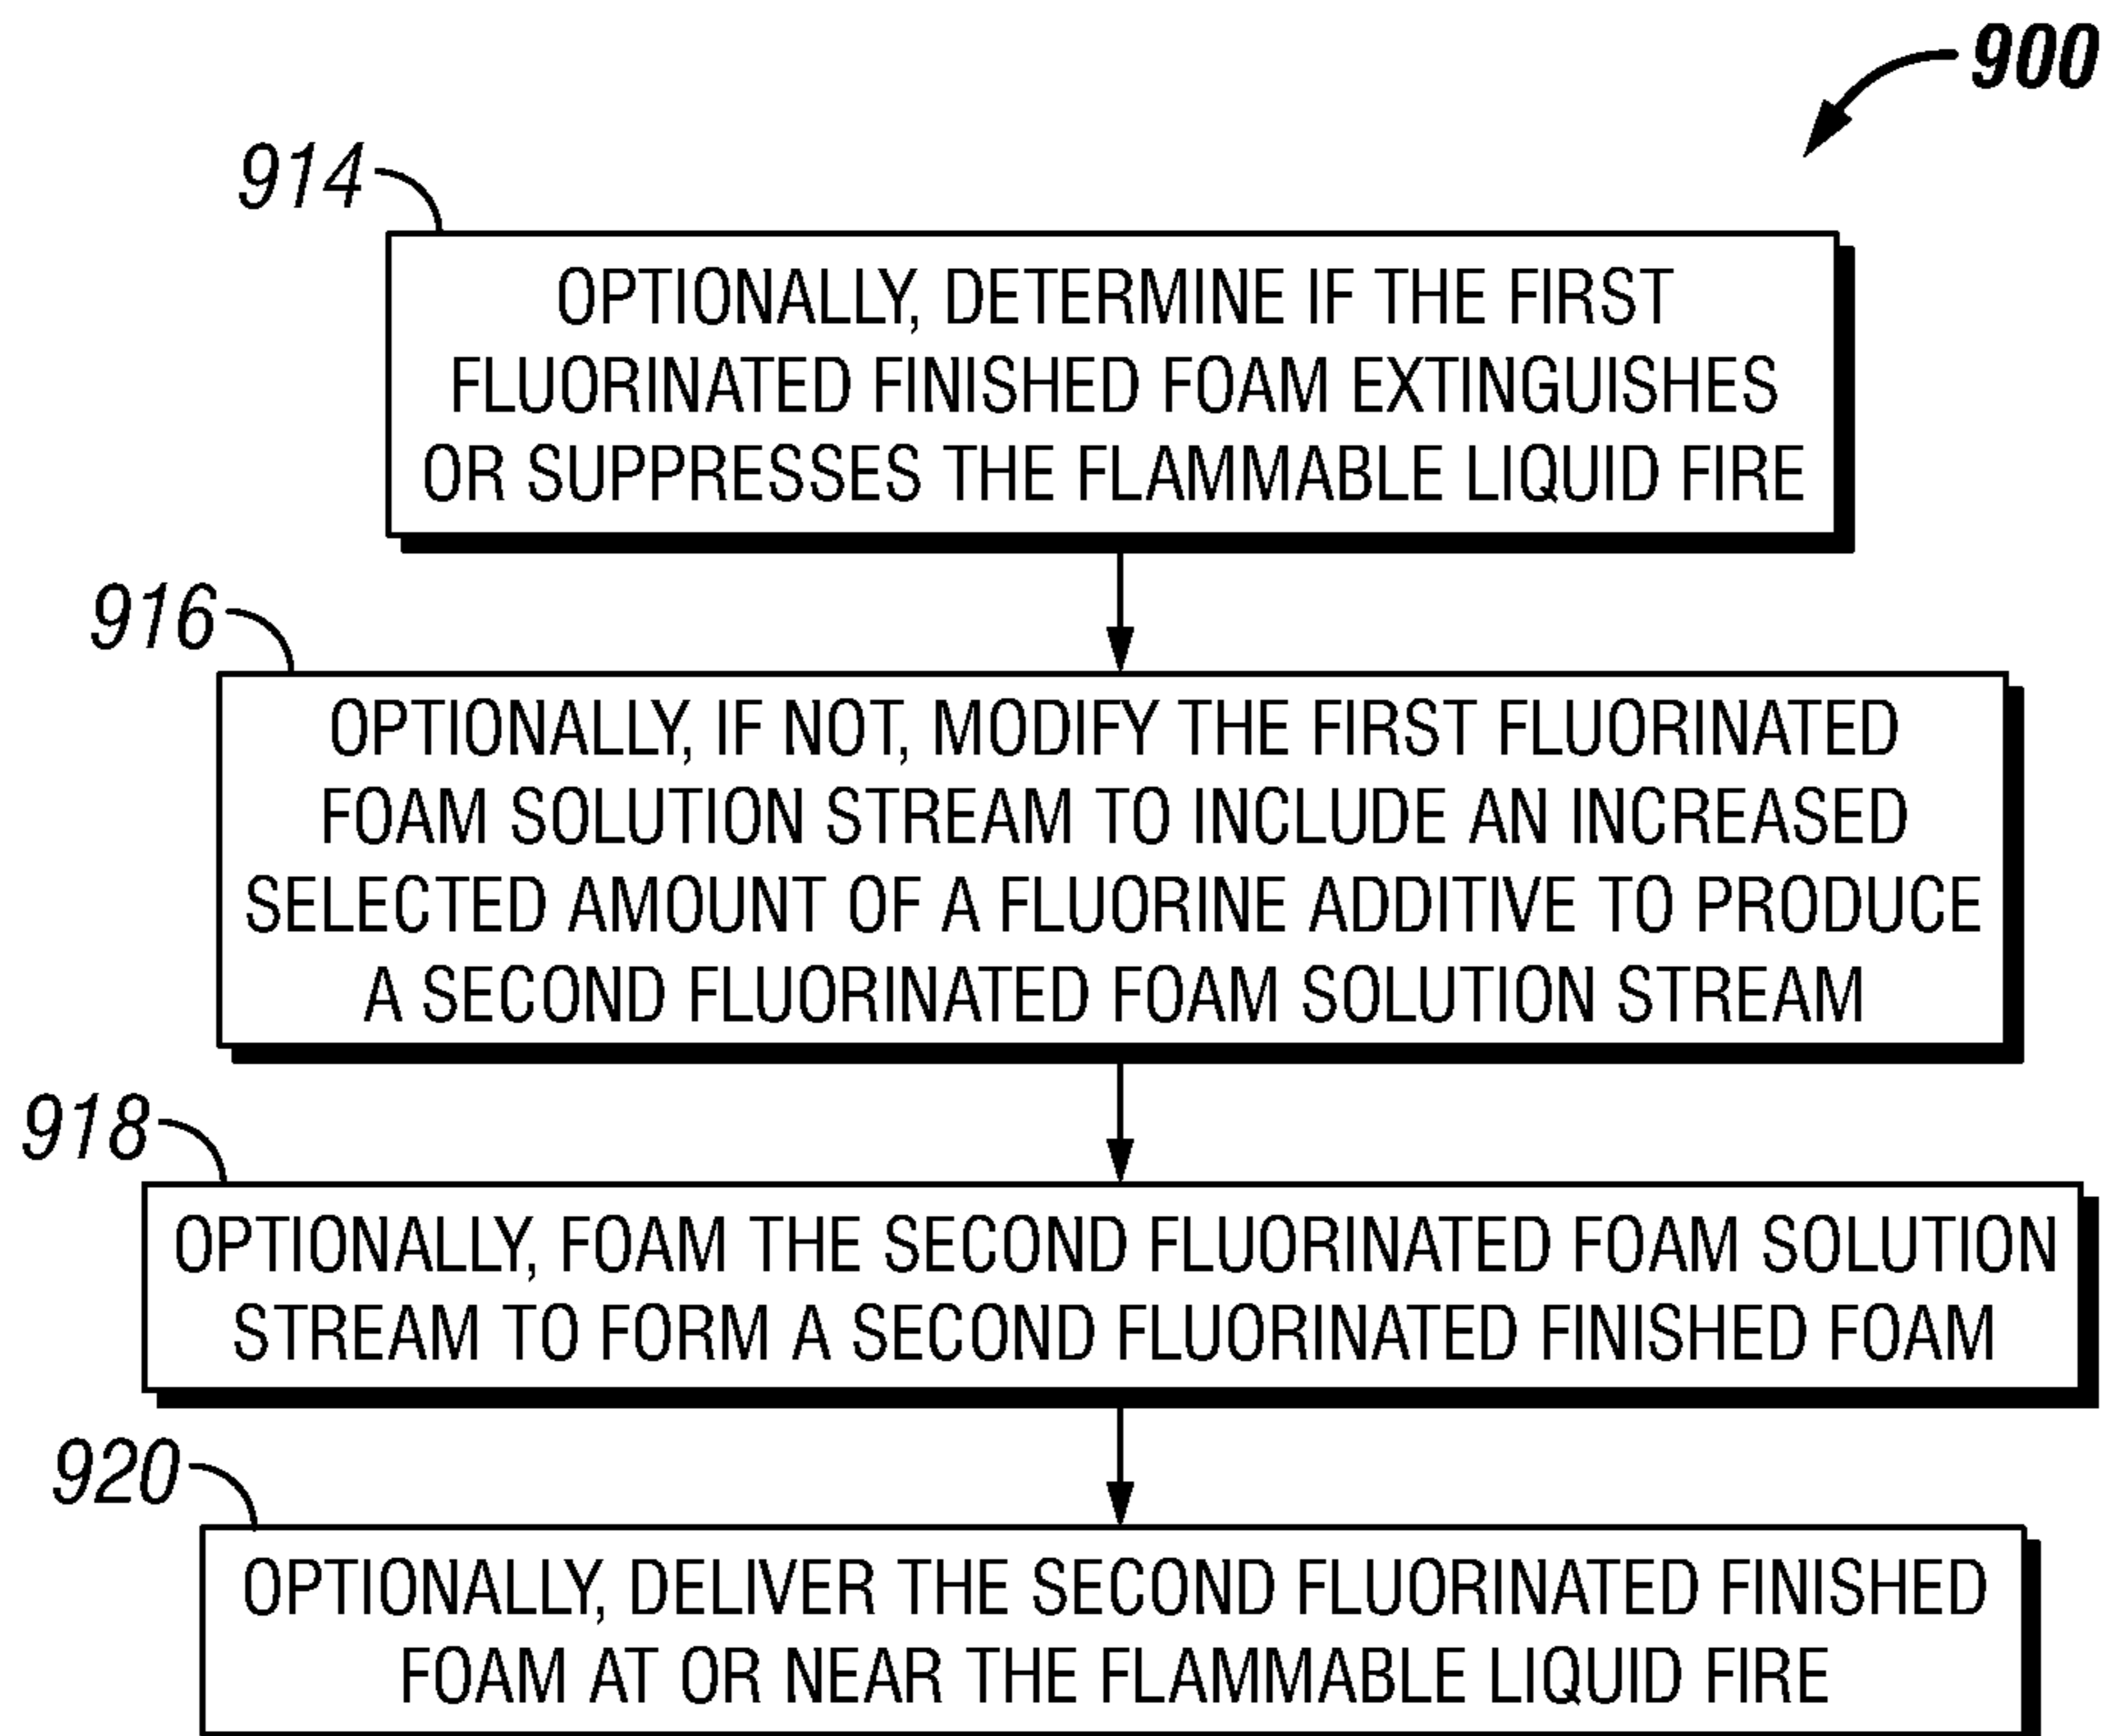 900
914
OPTIONALLY, DETERMINE IF THE FIRST
FLUORINATED FINISHED FOAM EXTINGUISHES
OR SUPPRESSES THE FLAMMABLE LIQUID FIRE
916
OPTIONALLY, IF NOT, MODIFY THE FIRST FLUORINATED
FOAM SOLUTION STREAM TO INCLUDE AN INCREASED
SELECTED AMOUNT OF A FLUORINE ADDITIVE TO PRODUCE
A SECOND FLUORINATED FOAM SOLUTION STREAM
918
OPTIONALLY, FOAM THE SECOND FLUORINATED FOAM SOLUTION
STREAM TO FORM A SECOND FLUORINATED FINISHED FOAM
920
OPTIONALLY, DELIVER THE SECOND FLUORINATED FINISHED
FOAM AT OR NEAR THE FLAMMABLE LIQUID FIRE